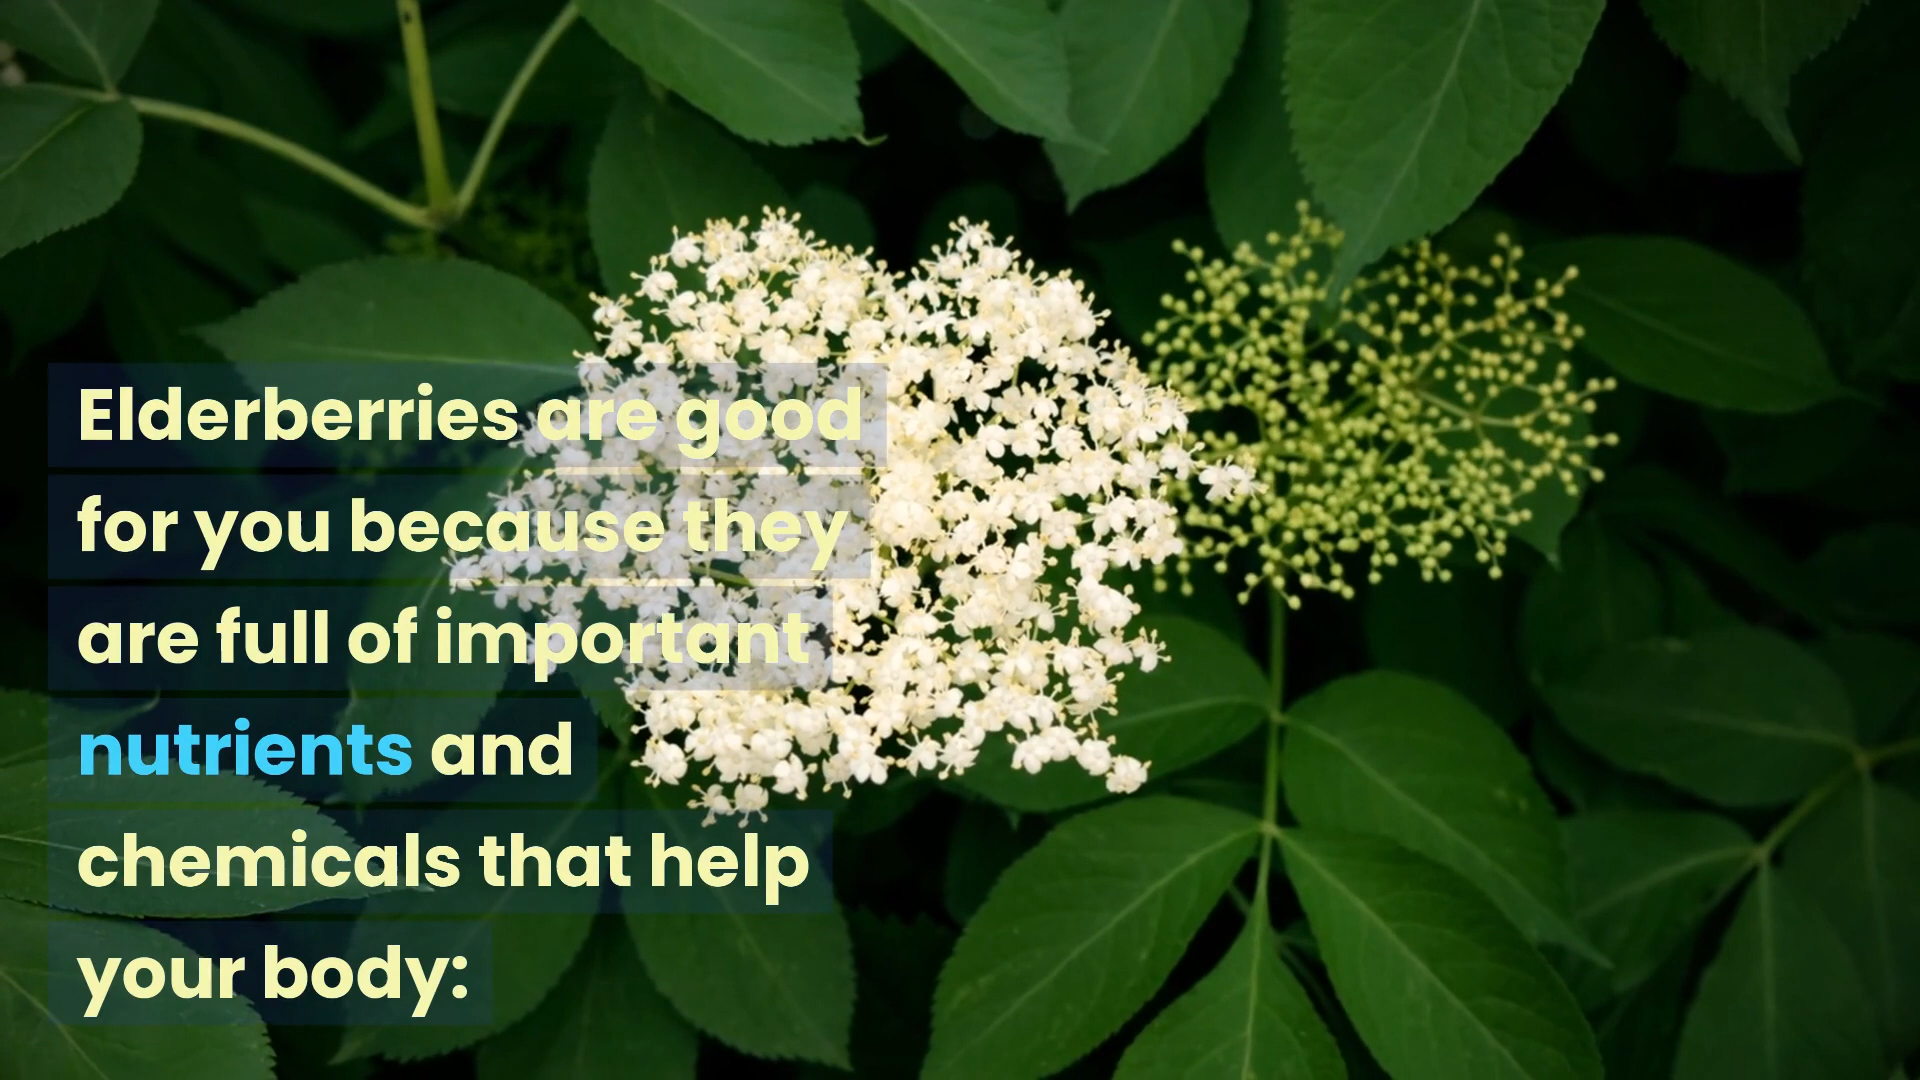 Elderberries are good
for you because they
are full of important
nutrients and
chemicals that help
your body: